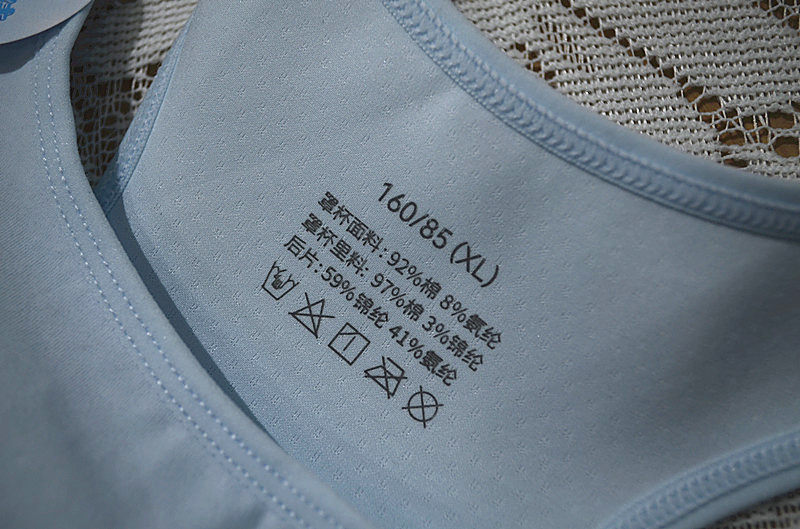 160/85 (XL)
罩杯面料: 92%棉 8%氨纶
罩杯里料: 97%棉 3%锦纶
后片: 59%锦纶 41%氨纶